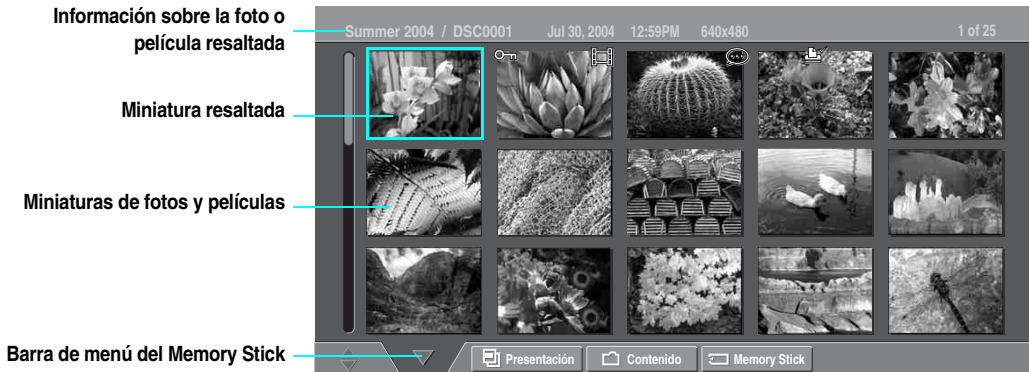 Información sobre la foto o
película resaltada
Summer 2004 / DSC0001 Jul 30, 2004 12:59PM 640x480 1 of 25
Miniatura resaltada
Miniaturas de fotos y películas
Barra de menú del Memory Stick
Presentación Contenido Memory Stick